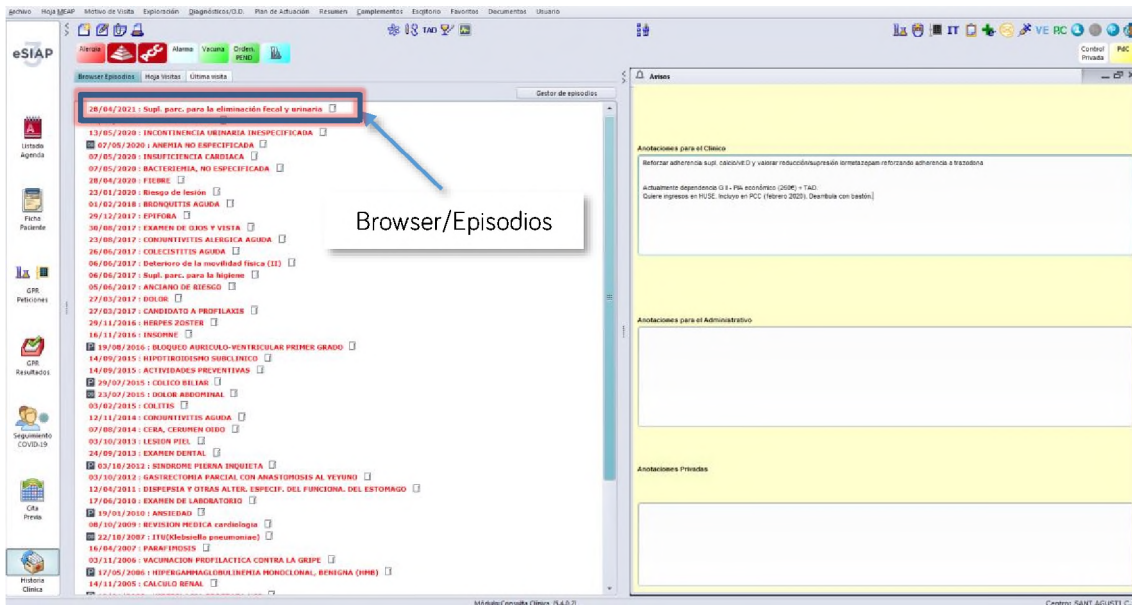 Archivo Hoja MEAP Motivo de Visita Exploración Diagnósticos/O.D. Plan de Actuación Resumen Complementos Escritorio Favoritos Documentos Usuario
eSIAP
TAO
IT
VE RC
Alergia
Alarma
Vacuna
Orden. PEND
Control Privada
PdC
Browser Episodios
Hoja Visitas
Última visita
Gestor de episodios
28/04/2021 : Supl. parc. para la eliminación fecal y urinaria
13/05/2020 : INCONTINENCIA URINARIA INESPECIFICADA
07/05/2020 : ANEMIA NO ESPECIFICADA
07/05/2020 : INSUFICIENCIA CARDIACA
07/05/2020 : BACTERIEMIA, NO ESPECIFICADA
28/04/2020 : FIEBRE
23/01/2020 : Riesgo de lesión
01/02/2018 : BRONQUITIS AGUDA
29/12/2017 : EPIFORA
30/08/2017 : EXAMEN DE OJOS Y VISTA
23/08/2017 : CONJUNTIVITIS ALERGICA AGUDA
26/06/2017 : COLECISTITIS AGUDA
06/06/2017 : Deterioro de la movilidad física (II)
06/06/2017 : Supl. parc. para la higiene
05/06/2017 : ANCIANO DE RIESGO
27/03/2017 : DOLOR
27/03/2017 : CANDIDATO A PROFILAXIS
29/11/2016 : HERPES ZOSTER
16/11/2016 : INSOMNE
19/08/2016 : BLOQUEO AURICULO-VENTRICULAR PRIMER GRADO
14/09/2015 : HIPOTIROIDISMO SUBCLINICO
14/09/2015 : ACTIVIDADES PREVENTIVAS
29/07/2015 : COLICO BILIAR
23/07/2015 : DOLOR ABDOMINAL
03/02/2015 : COLITIS
12/11/2014 : CONJUNTIVITIS AGUDA
07/08/2014 : CERA, CERUMEN OIDO
03/10/2013 : LESION PIEL
24/09/2013 : EXAMEN DENTAL
03/10/2012 : SINDROME PIERNA INQUIETA
03/10/2012 : GASTRECTOMIA PARCIAL CON ANASTOMOSIS AL YEYUNO
12/04/2011 : DISPEPSIA Y OTRAS ALTER. ESPECIF. DEL FUNCIONA. DEL ESTOMAGO
17/06/2010 : EXAMEN DE LABORATORIO
19/01/2010 : ANSIEDAD
08/10/2009 : REVISION MEDICA cardiología
22/10/2007 : ITU(Klebsiella pneumoniae)
16/04/2007 : PARAFIMOSIS
03/11/2006 : VACUNACION PROFILACTICA CONTRA LA GRIPE
17/05/2006 : HIPERGAMMAGLOBULINEMIA MONOCLONAL, BENIGNA (HMB)
14/11/2005 : CALCULO RENAL
Browser/Episodios
Listado Agenda
Ficha Paciente
GPR Peticiones
GPR Resultados
Seguimiento COVID-19
Cita Previa
Historia Clínica
Avisos
Anotaciones para el Clínico
Reforzar adherencia supl. calcio/vit D y valorar reducción/supresión lormetazepam reforzando adherencia a trazodona
Actualmente dependencia G II - PIA económico (268€) + TAD.
Quiere ingresos en HUSE. Incluyo en PCC (febrero 2020). Deambula con bastón.
Anotaciones para el Administrativo
Anotaciones Privadas
Módulo:Consulta Clínica (5.4.0.7)
Centro: SANT AGUSTI C